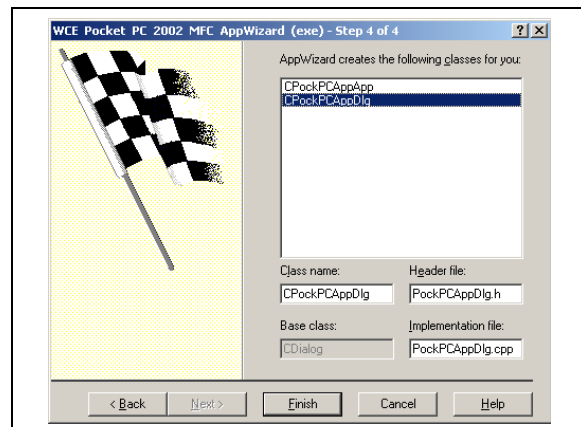 WCE Pocket PC 2002 MFC AppWizard (exe) - Step 4 of 4
AppWizard creates the following classes for you:
CPockPCAppApp
CPockPCAppDlg
Class name:
Header file:
CPockPCAppDlg
PockPCAppDlg.h
Base class:
Implementation file:
CDialog
PockPCAppDlg.cpp
< Back
Next >
Finish
Cancel
Help